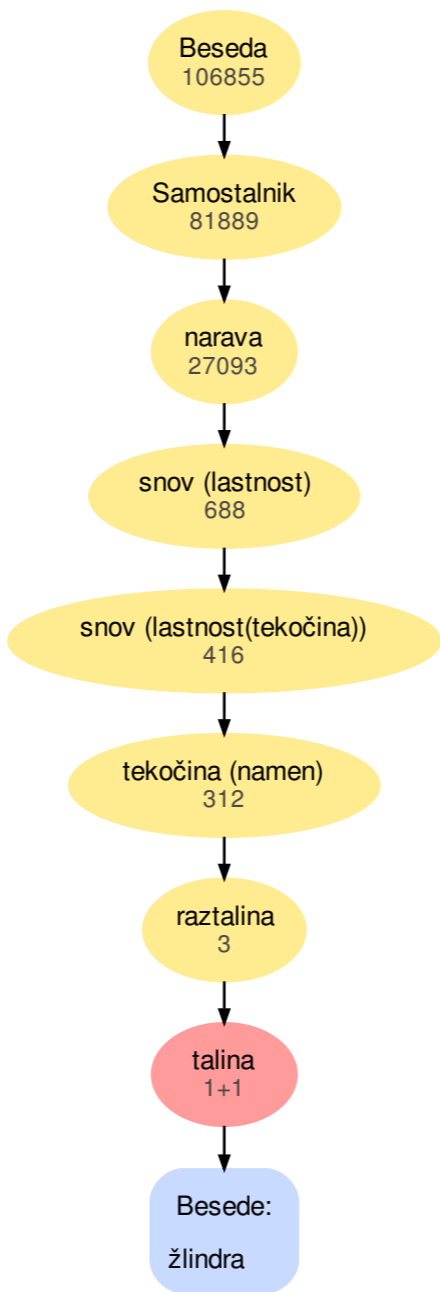 Beseda
106855
Samostalnik
81889
narava
27093
snov (lastnost)
688
snov (lastnost(tekočina))
416
tekočina (namen)
312
raztalina
3
talina
1+1
Besede:
žlindra